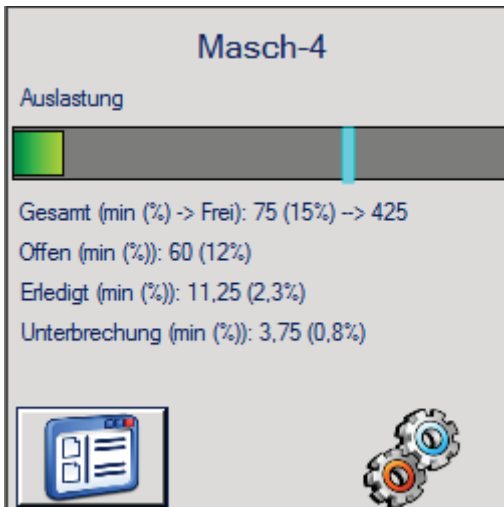 Masch-4
Auslastung
Gesamt (min (%) -> Frei): 75 (15%) --> 425
Offen (min (%)): 60 (12%)
Erledigt (min (%)): 11,25 (2,3%)
Unterbrechung (min (%)): 3,75 (0,8%)